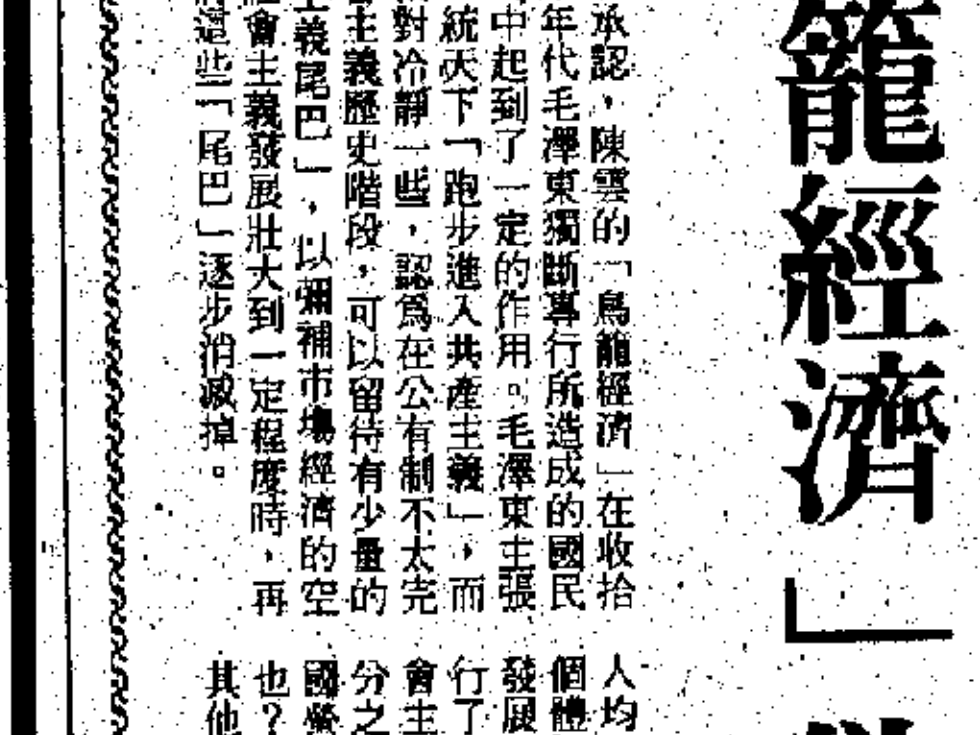 籠經濟」
承認，陳雲的「鳥籠經濟」在收拾
年代毛澤東獨斷專行所造成的國民
中起到了一定的作用。毛澤東主張
統天下「跑步進入共產主義」，而
對冷靜一些，認爲在公有制不太完
主義歷史階段，可以留待有少量的
主義尾巴」，以彌補市場經濟的空
會主義發展壯大到一定程度時，再
這些「尾巴」逐步消滅掉。
人均
個體
發展
行了
會主
分之
國營
也？
其他